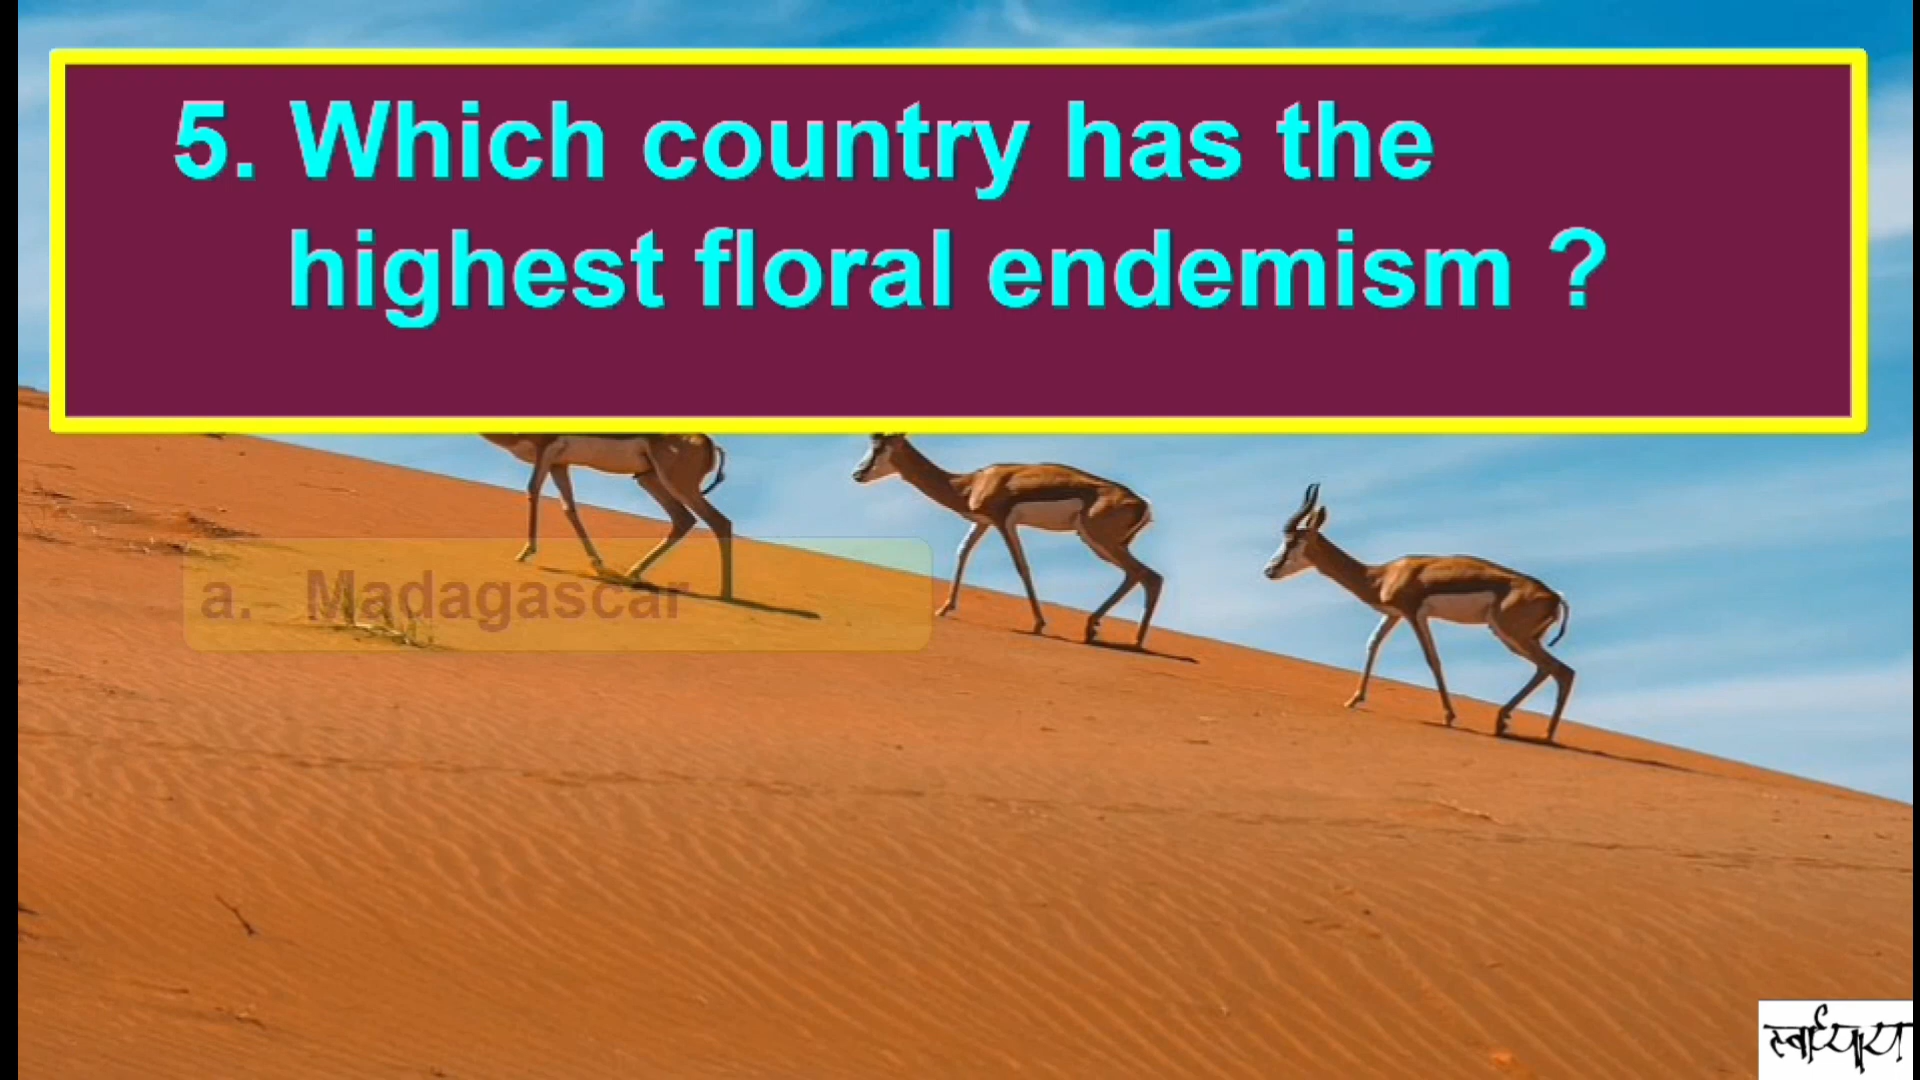 5. Which country has the
highest floral endemism ?
a. Madagascar
स्वाध्याय